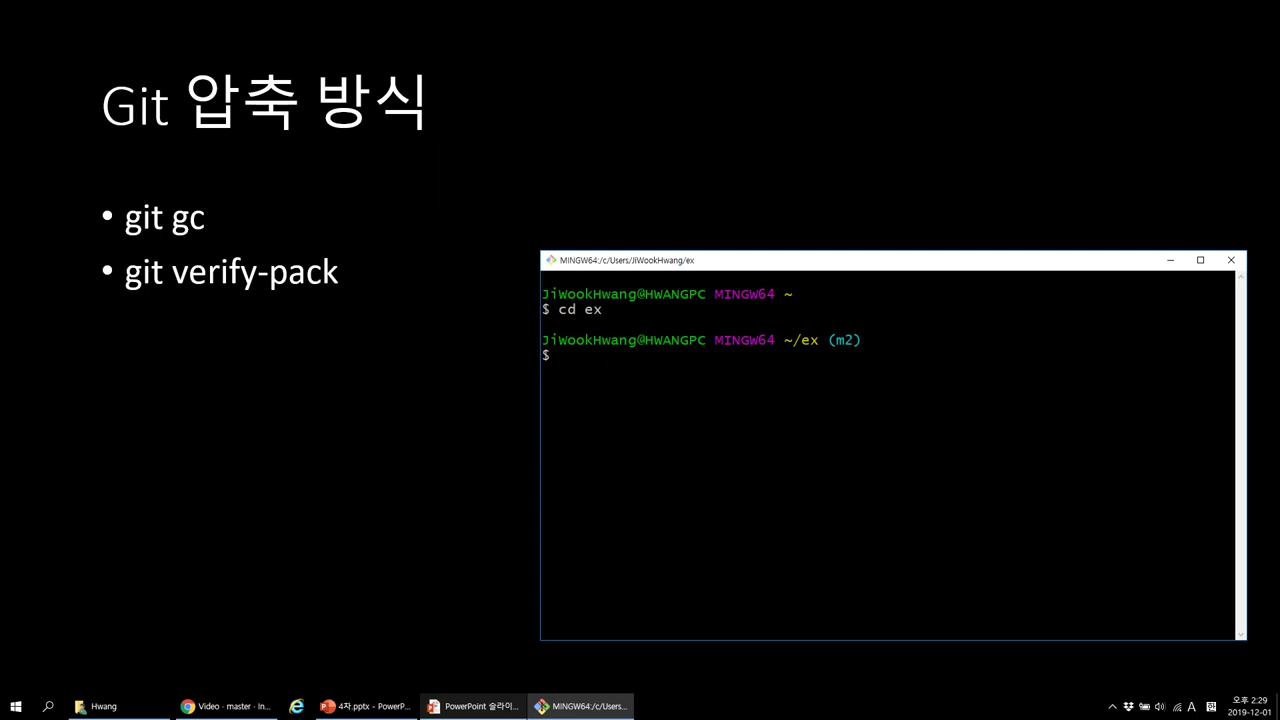 Git 압축 방식
• git gc
• git verify-pack
MINGW64:/c/Users/JiWookHwang/ex
JiWookHwang@HWANGPC MINGW64 ~
$ cd ex
JiWookHwang@HWANGPC MINGW64 ~/ex (m2)
$
Hwang
Video · master · In...
4차.pptx - PowerP...
PowerPoint 슬라이...
MINGW64:/c/Users...
A
오후 2:29
2019-12-01